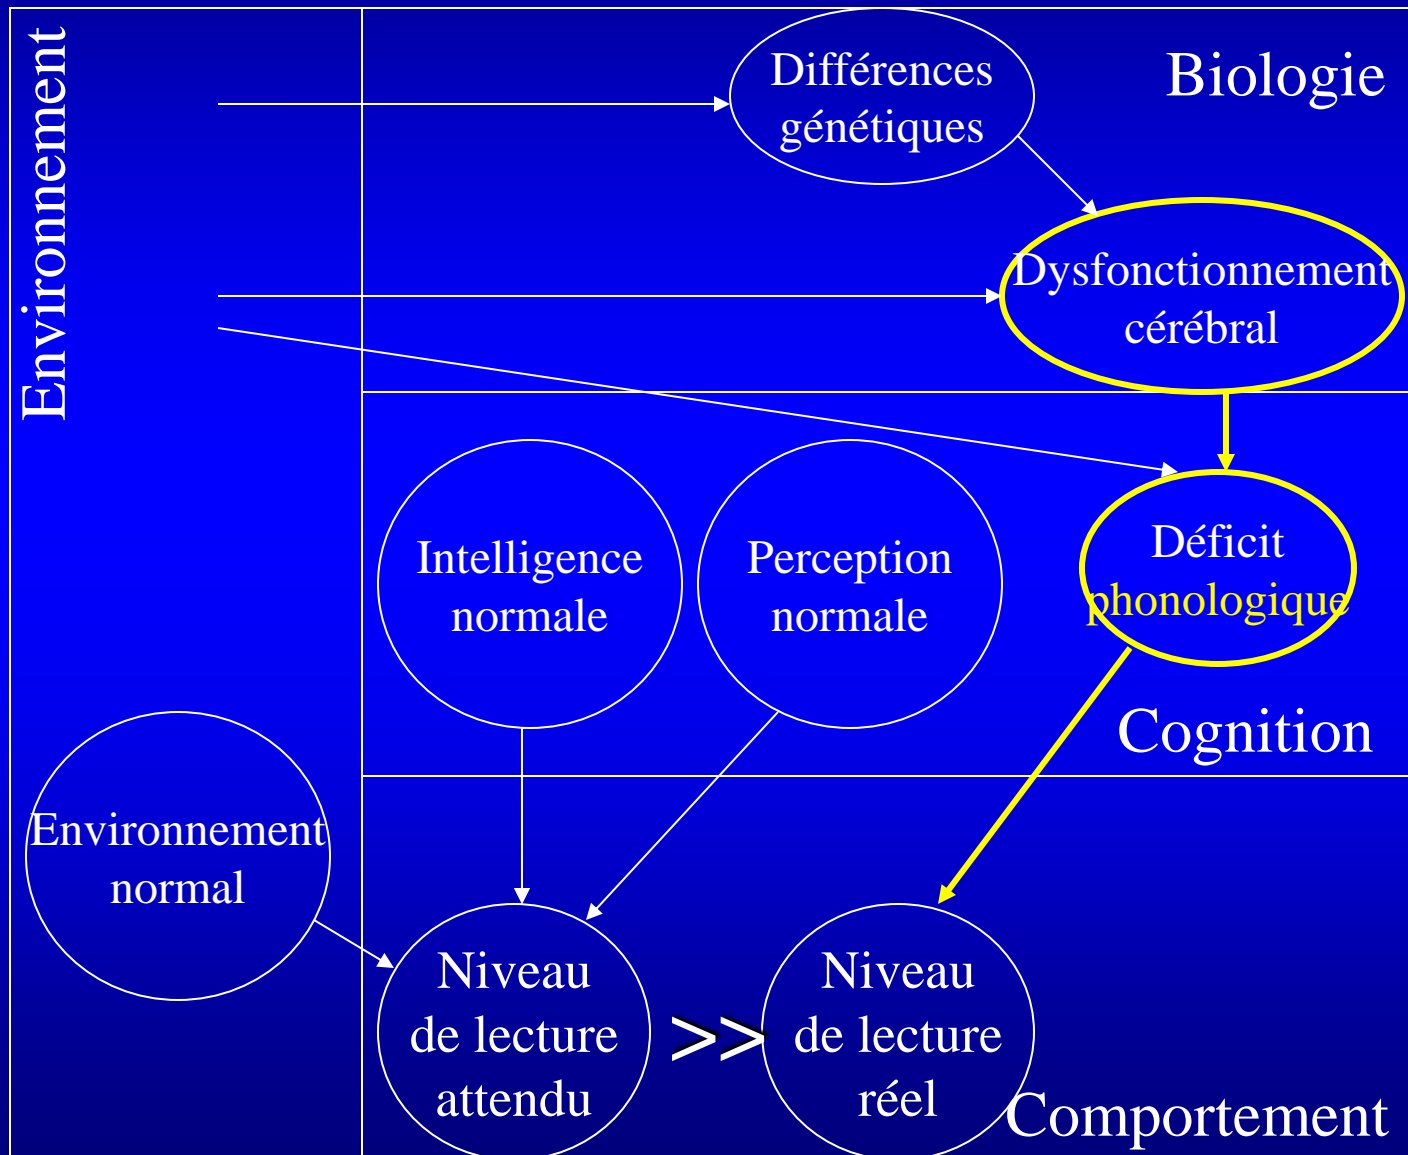 Environnement
Différences
génétiques
Biologie
Dysfonctionnement
cérébral
Intelligence
normale
Perception
normale
Déficit
phonologique
Cognition
Environnement
normal
Niveau
de lecture
attendu
>>
Niveau
de lecture
réel
Comportement